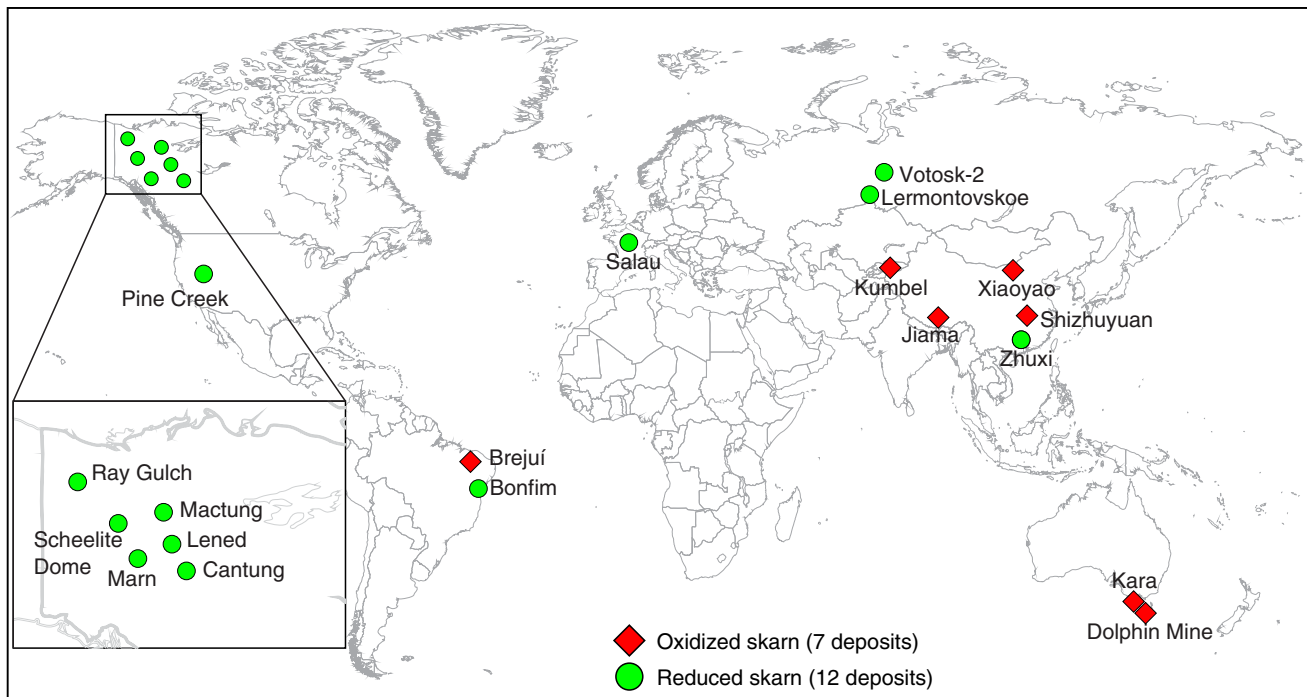 Votosk-2
Lermontovskoe
Salau
Pine Creek
Kumbel
Xiaoyao
Jiama
Shizhuyuan
Zhuxi
Ray Gulch
Mactung
Scheelite
Dome
Lened
Marn
Cantung
Brejuí
Bonfim
Kara
Dolphin Mine
Oxidized skarn (7 deposits)
Reduced skarn (12 deposits)